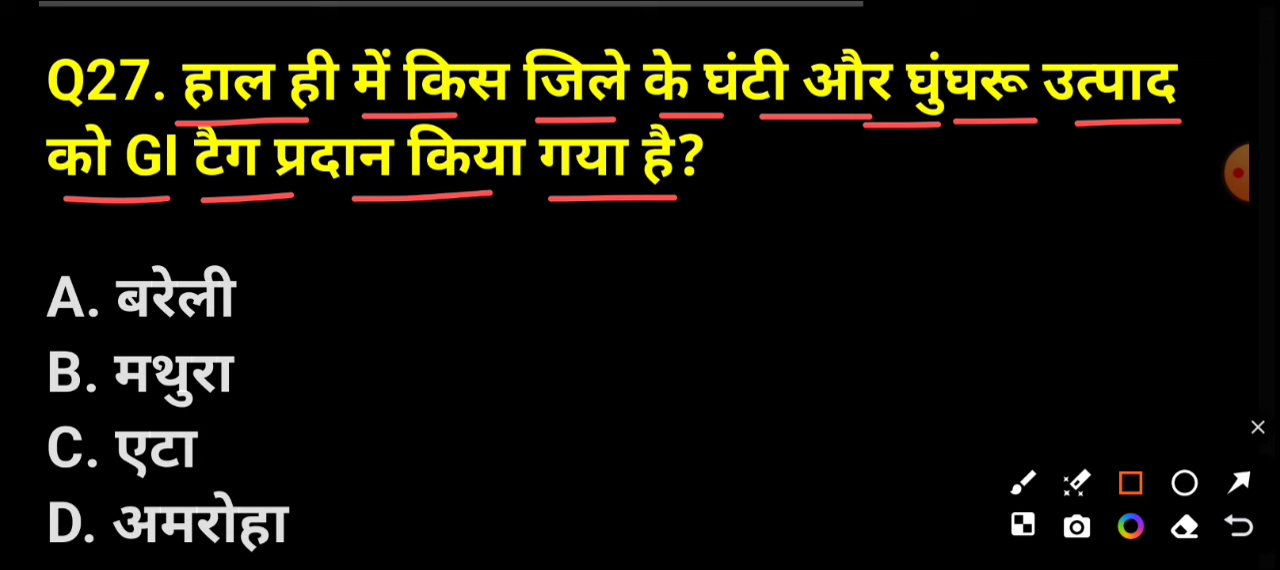 Q27. हाल ही में किस जिले के घंटी और घुंघरू उत्पाद
को GI टैग प्रदान किया गया है?
A. बरेली
B. मथुरा
C. एटा
D. अमरोहा